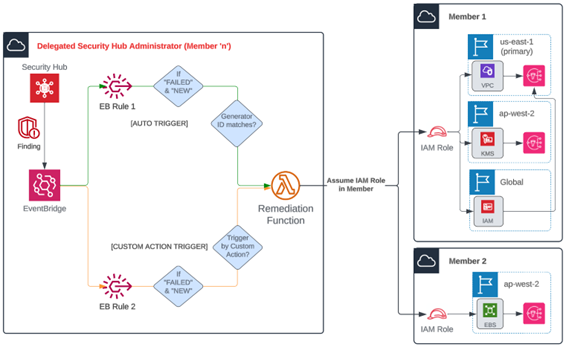 Delegated Security Hub Administrator (Member 'n')
Security Hub
Finding
EventBridge
EB Rule 1
If
"FAILED"
& "NEW"
[AUTO TRIGGER]
Generator
ID matches?
Remediation
Function
[CUSTOM ACTION TRIGGER]
Trigger
by Custom
Action?
EB Rule 2
If
"FAILED"
& "NEW"
Assume IAM Role
in Member
Member 1
IAM Role
us-east-1
(primary)
VPC
ap-west-2
KMS
Global
IAM
Member 2
IAM Role
ap-west-2
EBS